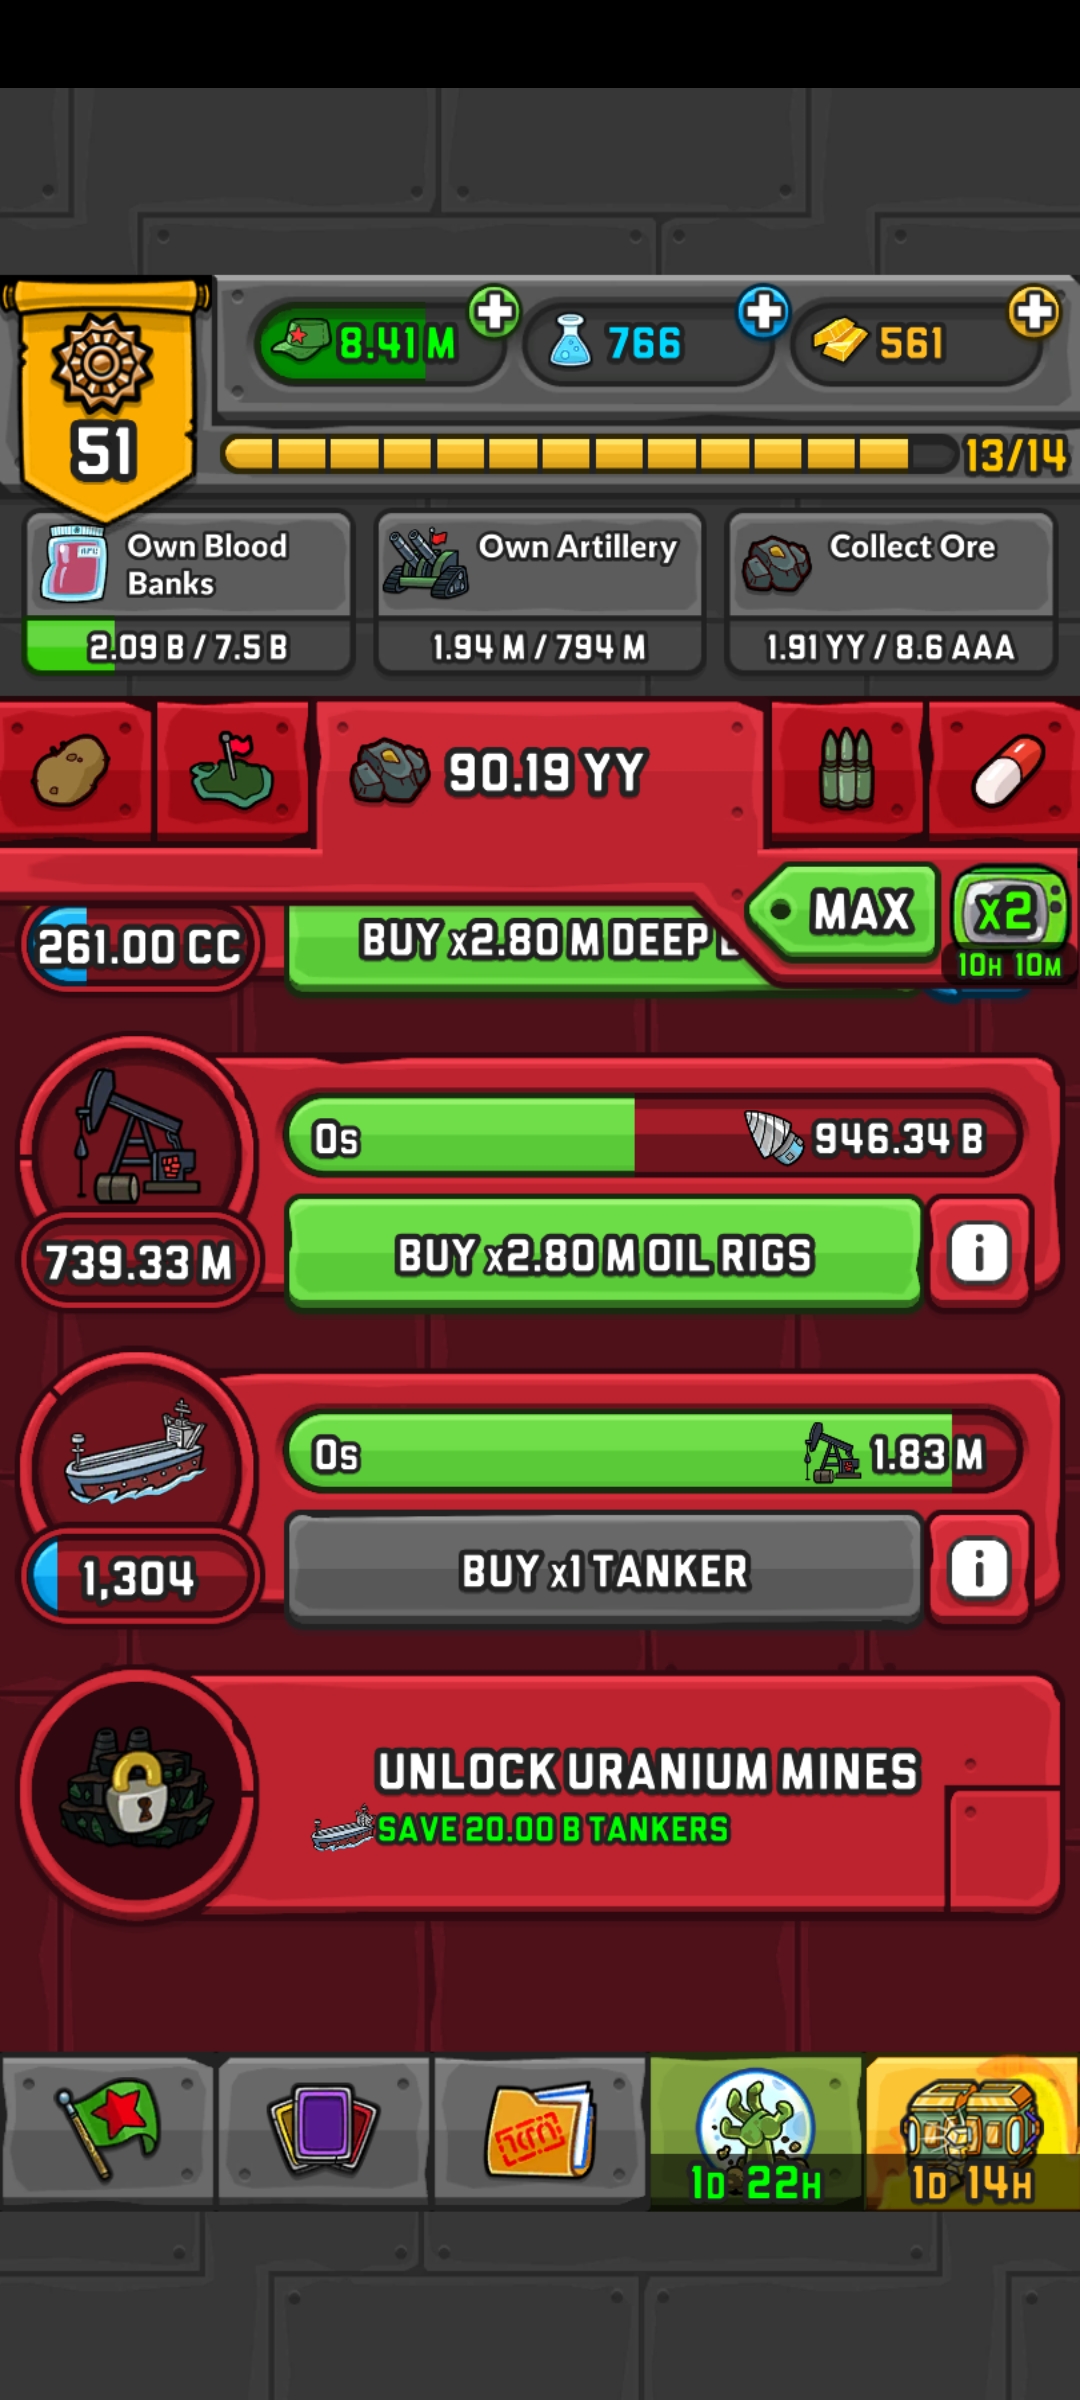 8.41 M
766
561
51
13/14
Own Blood
Banks
Own Artillery
Collect Ore
2.09 B / 7.5 B
1.94 M / 794 M
1.91 YY / 8.6 AAA
90.19 YY
MAX
x2
10H 10M
261.00 CC
BUY x2.80 M DEEP
0s
946.34 B
739.33 M
BUY x2.80 M OIL RIGS
i
0s
1.83 M
1,304
BUY x1 TANKER
i
UNLOCK URANIUM MINES
SAVE 20.00 B TANKERS
1D 22H
1D 14H